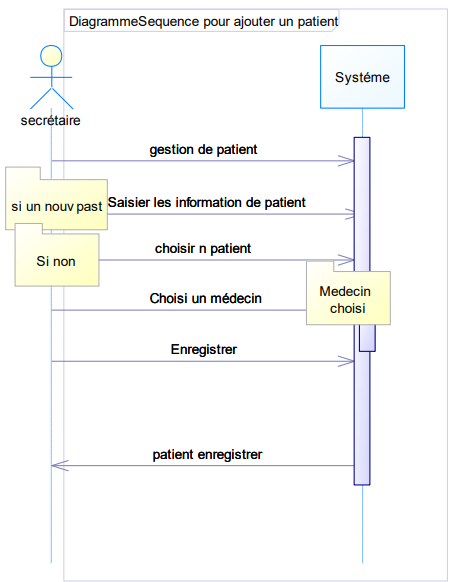 DiagrammeSequence pour ajouter un patient
secrétaire
Systéme
gestion de patient
si un nouv past
Saisier les information de patient
Si non
choisir n patient
Medecin
choisi
Choisi un médecin
Enregistrer
patient enregistrer